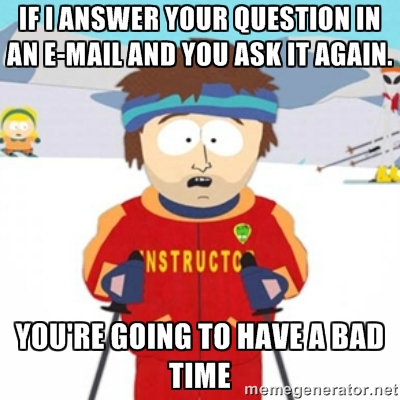 IF I ANSWER YOUR QUESTION IN
AN E-MAIL AND YOU ASK IT AGAIN.
INSTRUCTO
YOU'RE GOING TO HAVE A BAD
TIME
memegenerator.net